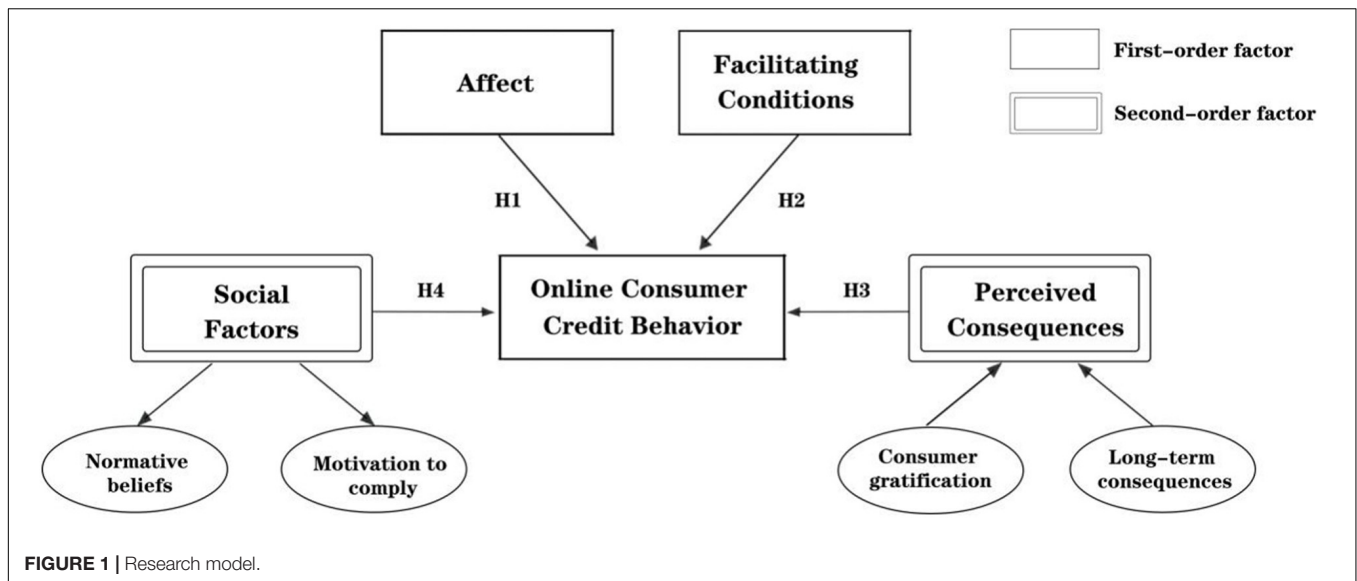 Affect
Facilitating
Conditions
First-order factor
Second-order factor
H1
H2
Social
Factors
H4
Online Consumer
Credit Behavior
H3
Perceived
Consequences
Normative
beliefs
Motivation to
comply
Consumer
gratification
Long-term
consequences
FIGURE 1 | Research model.